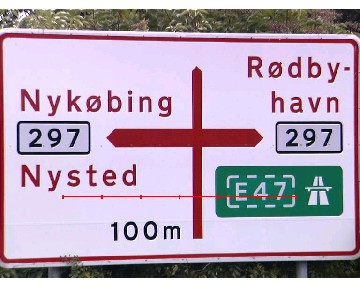 Rødby-
havn
Nykøbing
297
297
Nysted
E47
100m